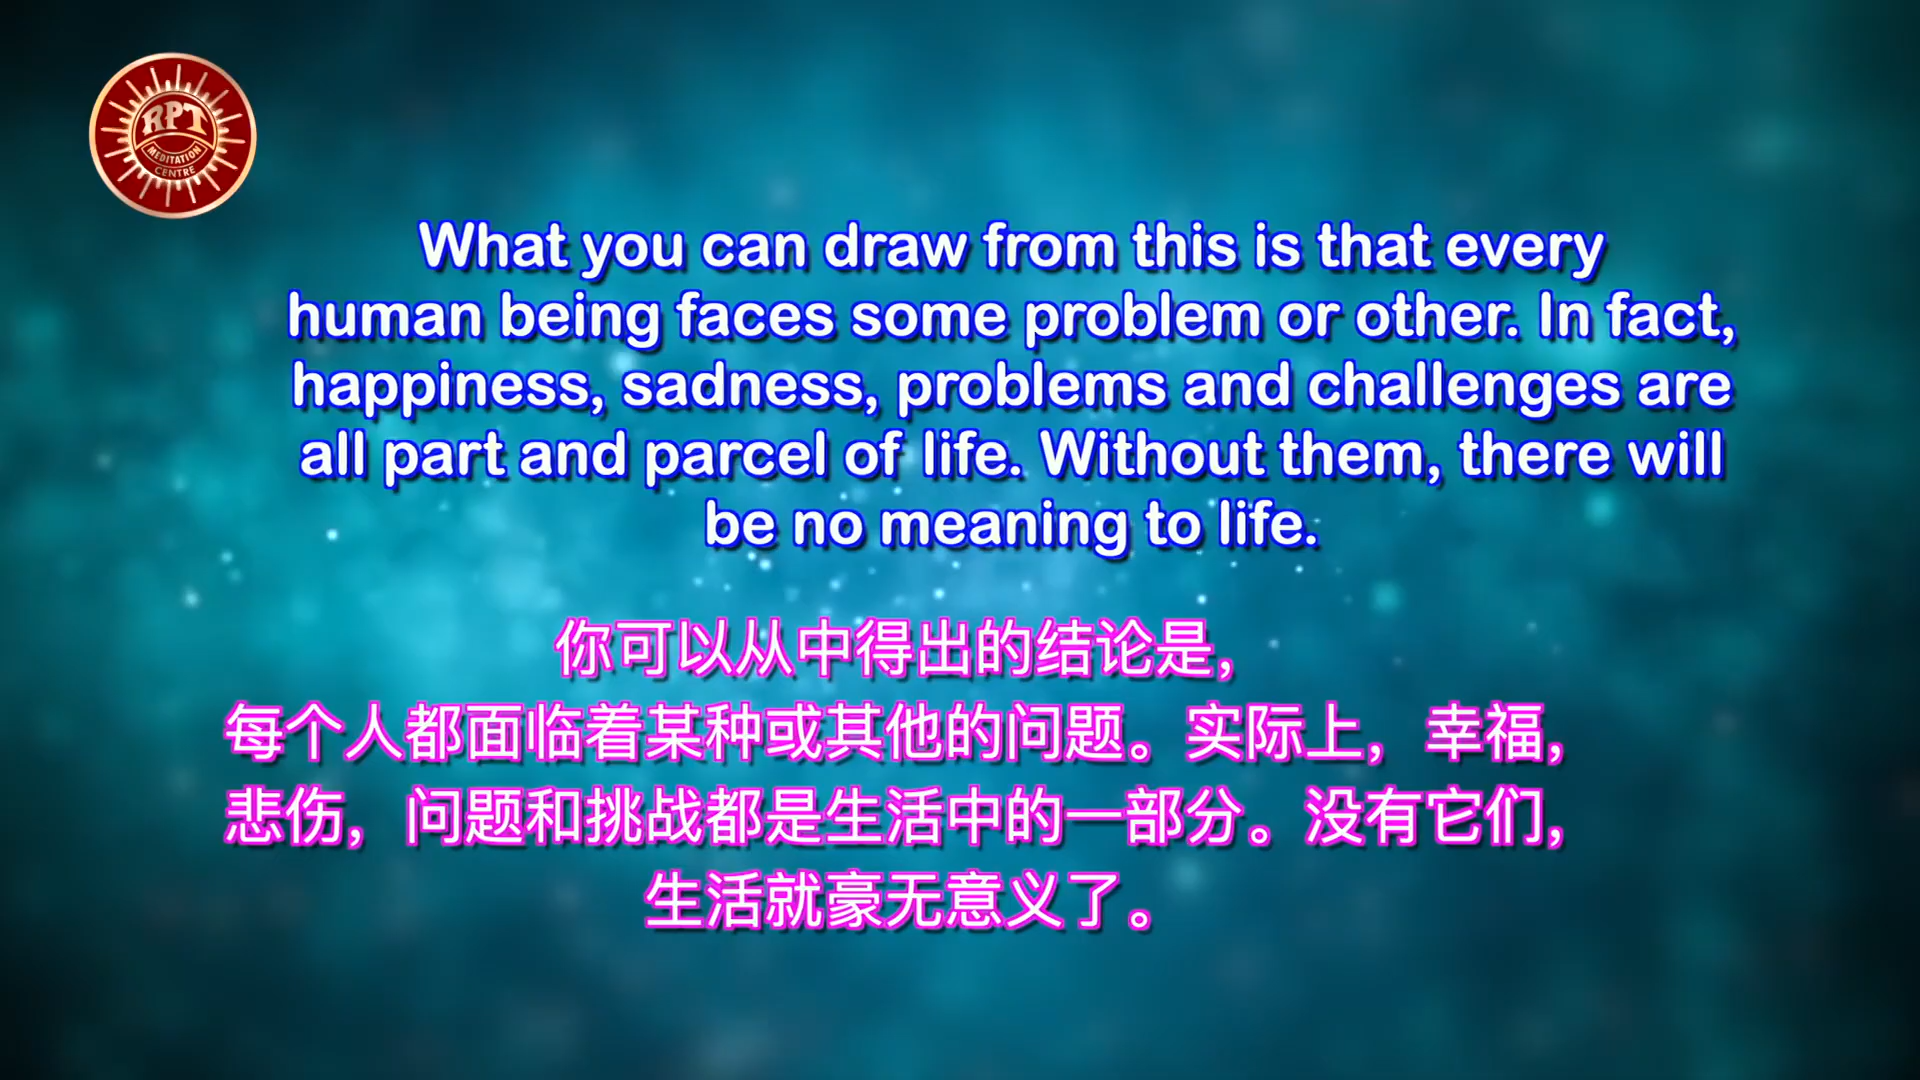 RPT
MEDITATION
CENTRE
What you can draw from this is that every
human being faces some problem or other. In fact,
happiness, sadness, problems and challenges are
all part and parcel of life. Without them, there will
be no meaning to life.
你可以从中得出的结论是，
每个人都面临着某种或其他的问题。实际上，幸福，
悲伤，问题和挑战都是生活中的一部分。没有它们，
生活就豪无意义了。